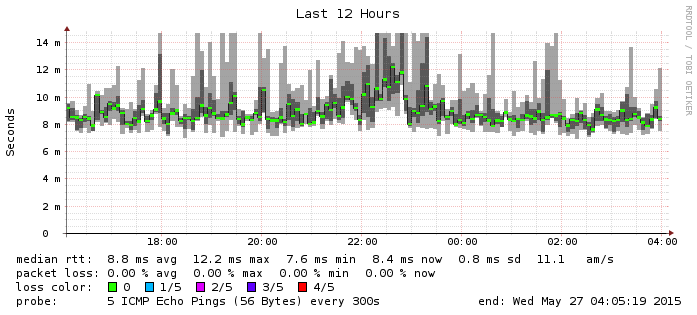 Last 12 Hours
RRDTOOL / TOBI OETIKER
Seconds
14 m
12 m
10 m
8 m
6 m
4 m
2 m
0
18:00 20:00 22:00 00:00 02:00 04:00
median rtt: 8.8 ms avg 12.2 ms max 7.6 ms min 8.4 ms now 0.8 ms sd 11.1 am/s
packet loss: 0.00 % avg 0.00 % max 0.00 % min 0.00 % now
loss color: 0 1/5 2/5 3/5 4/5
probe: 5 ICMP Echo Pings (56 Bytes) every 300s end: Wed May 27 04:05:19 2015